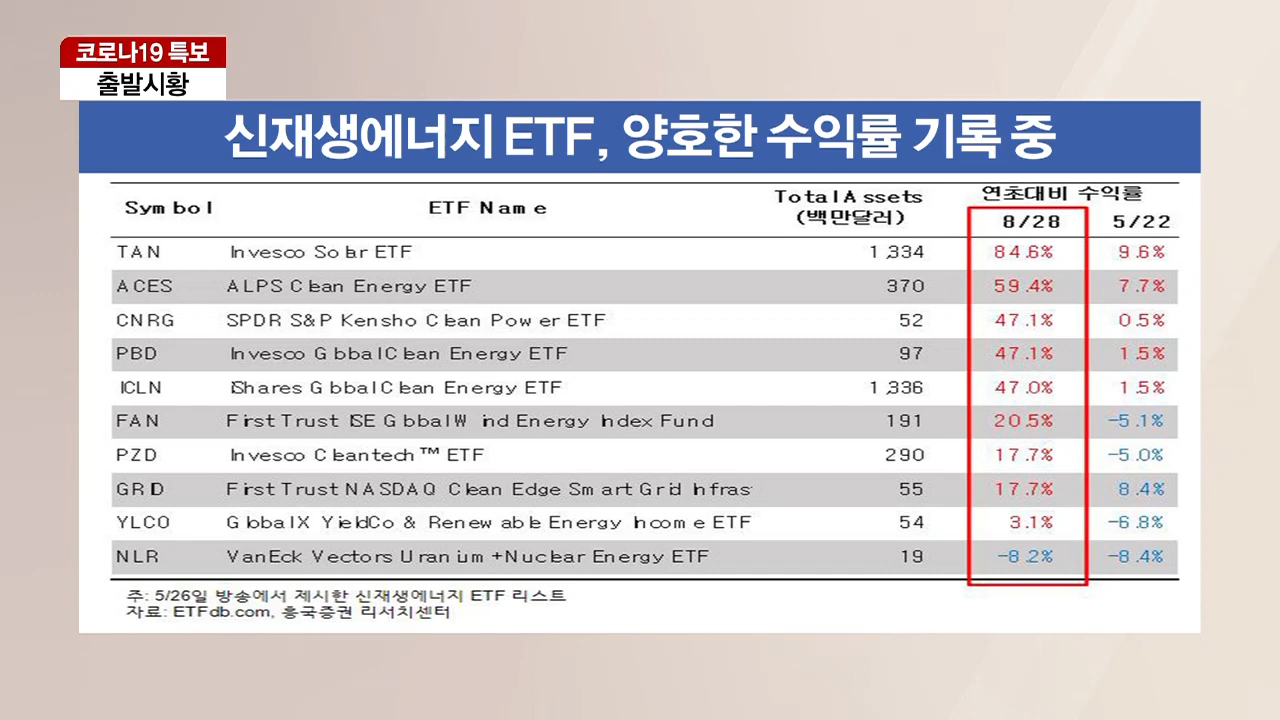 코로나19 특보
출발시황
신재생에너지 ETF, 양호한 수익률 기록 중
Symbol ETF Name Total Assets (백만달러) 연초대비 수익률
8/28 5/22
TAN Invesco Solar ETF 1,334 84.6% 9.6%
ACES ALPS Clean Energy ETF 370 59.4% 7.7%
CNRG SPDR S&P Kensho Clean Power ETF 52 47.1% 0.5%
PBD Invesco Global Clean Energy ETF 97 47.1% 1.5%
ICLN iShares Global Clean Energy ETF 1,336 47.0% 1.5%
FAN First Trust ISE Global Wind Energy Index Fund 191 20.5% -5.1%
PZD Invesco Cleantech™ ETF 290 17.7% -5.0%
GRID First Trust NASDAQ Clean Edge Smart Grid Infras 55 17.7% 8.4%
YLCO Global X YieldCo & Renewable Energy Income ETF 54 3.1% -6.8%
NLR VanEck Vectors Uranium+Nuclear Energy ETF 19 -8.2% -8.4%
주: 5/26일 방송에서 제시한 신재생에너지 ETF 리스트
자료: ETFdb.com, 흥국증권 리서치센터